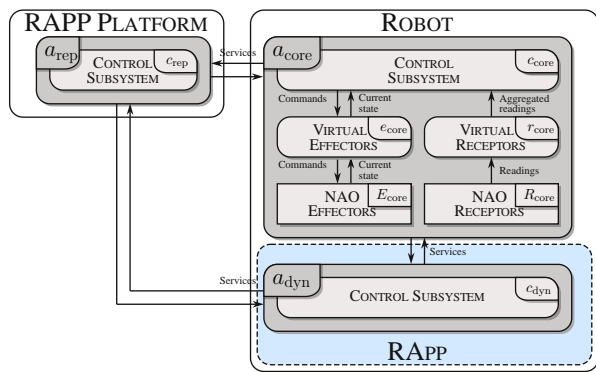 RAPP PLATFORM
ROBOT
a_rep
CONTROL
SUBSYSTEM
c_rep
Services
a_core
CONTROL
SUBSYSTEM
c_core
Commands
Current
state
Aggregated
readings
VIRTUAL
EFFECTORS
e_core
VIRTUAL
RECEPTORS
r_core
Commands
Current
state
Readings
NAO
EFFECTORS
E_core
NAO
RECEPTORS
R_core
Services
Services
a_dyn
CONTROL SUBSYSTEM
c_dyn
RAPP